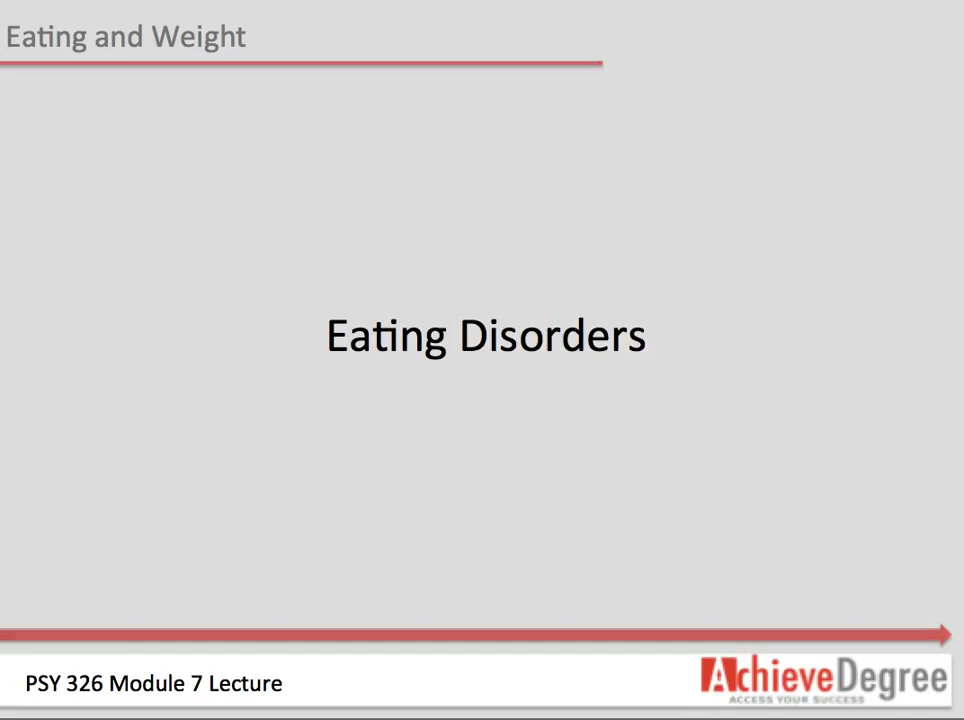 Eating and Weight
Eating Disorders
PSY 326 Module 7 Lecture
AchieveDegree
ACCESS YOUR SUCCESS